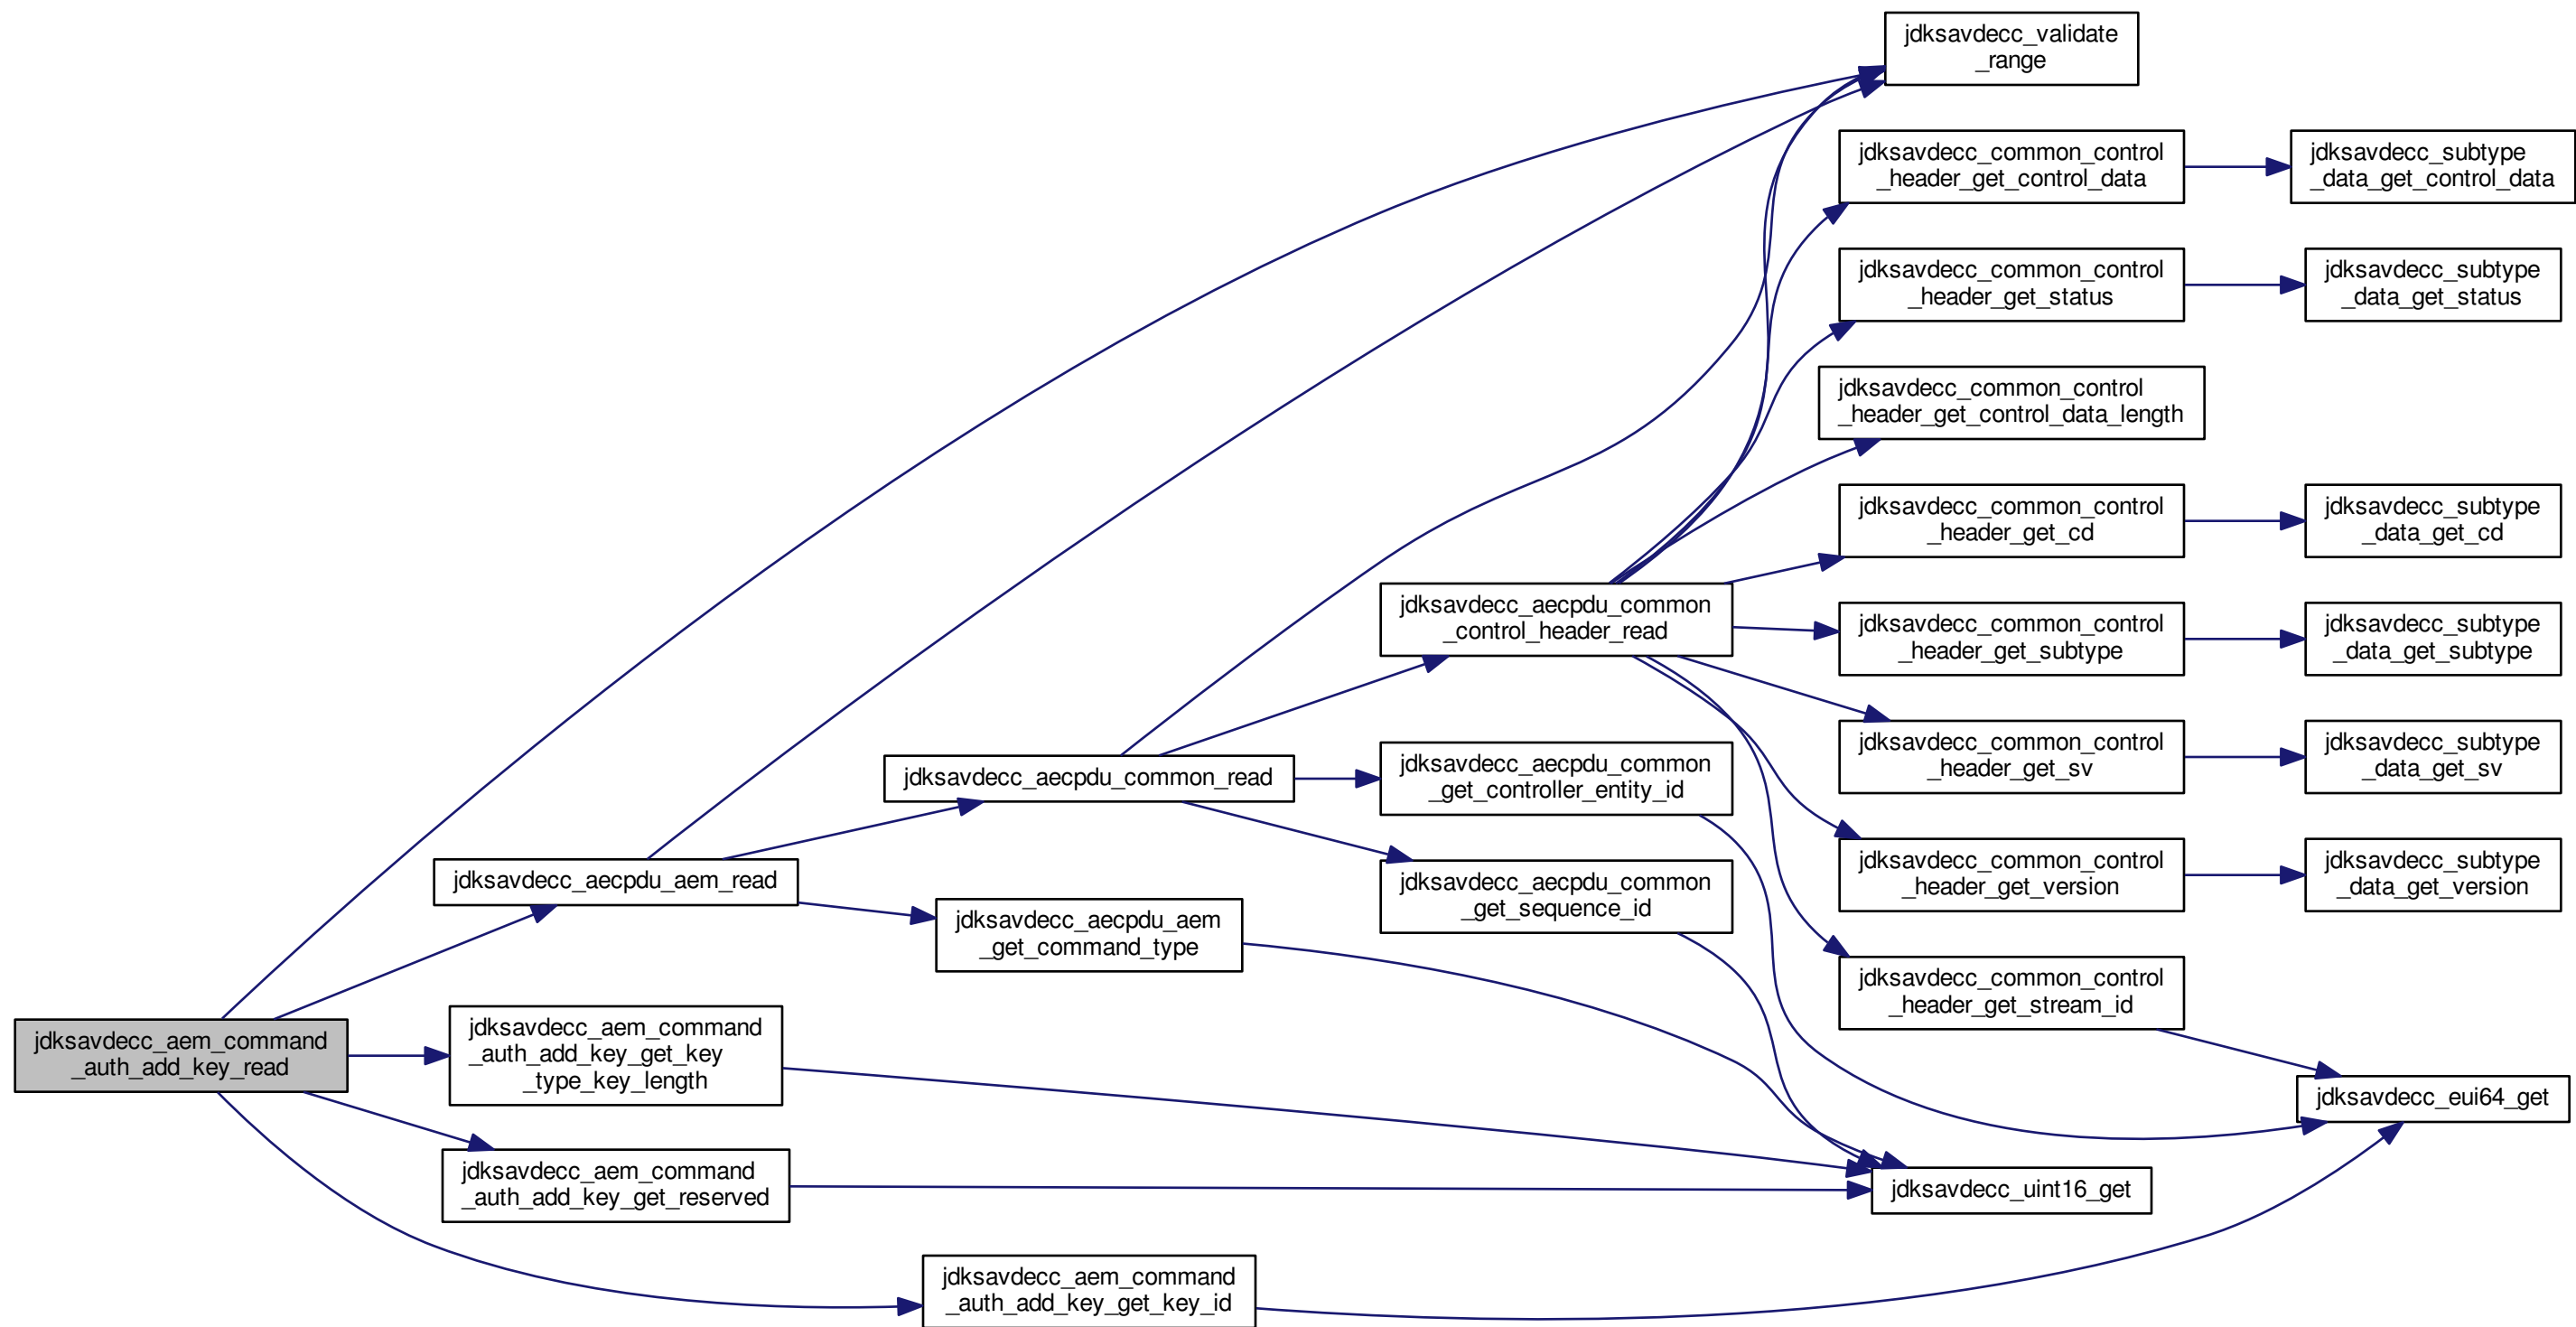 jdksavdecc_validate
_range
jdksavdecc_common_control
_header_get_control_data
jdksavdecc_subtype
_data_get_control_data
jdksavdecc_common_control
_header_get_status
jdksavdecc_subtype
_data_get_status
jdksavdecc_common_control
_header_get_control_data_length
jdksavdecc_common_control
_header_get_cd
jdksavdecc_subtype
_data_get_cd
jdksavdecc_aecpdu_common
_control_header_read
jdksavdecc_common_control
_header_get_subtype
jdksavdecc_subtype
_data_get_subtype
jdksavdecc_common_control
_header_get_sv
jdksavdecc_subtype
_data_get_sv
jdksavdecc_aecpdu_common_read
jdksavdecc_aecpdu_common
_get_controller_entity_id
jdksavdecc_common_control
_header_get_version
jdksavdecc_subtype
_data_get_version
jdksavdecc_aecpdu_aem_read
jdksavdecc_aecpdu_common
_get_sequence_id
jdksavdecc_aecpdu_aem
_get_command_type
jdksavdecc_common_control
_header_get_stream_id
jdksavdecc_aem_command
_auth_add_key_read
jdksavdecc_aem_command
_auth_add_key_get_key
_type_key_length
jdksavdecc_eui64_get
jdksavdecc_aem_command
_auth_add_key_get_reserved
jdksavdecc_uint16_get
jdksavdecc_aem_command
_auth_add_key_get_key_id